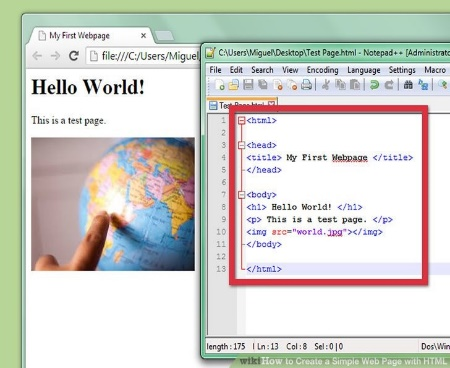 My First Webpage
file:///C:/Users/Miguel
Hello World!
This is a test page.
C:\Users\Miguel\Desktop\Test Page.html - Notepad++ [Administrato
File Edit Search View Encoding Language Settings Macro
Test Page.html
1 <html>
2
3 <head>
4 <title> My First Webpage </title>
5 </head>
6
7 <body>
8 <h1> Hello World! </h1>
9 <p> This is a test page. </p>
10 <img src="world.jpg"></img>
11 </body>
12
13 </html>
length : 175 Ln : 13 Col : 8 Sel : 0 | 0 Dos\Win
wikiHow to Create a Simple Web Page with HTML